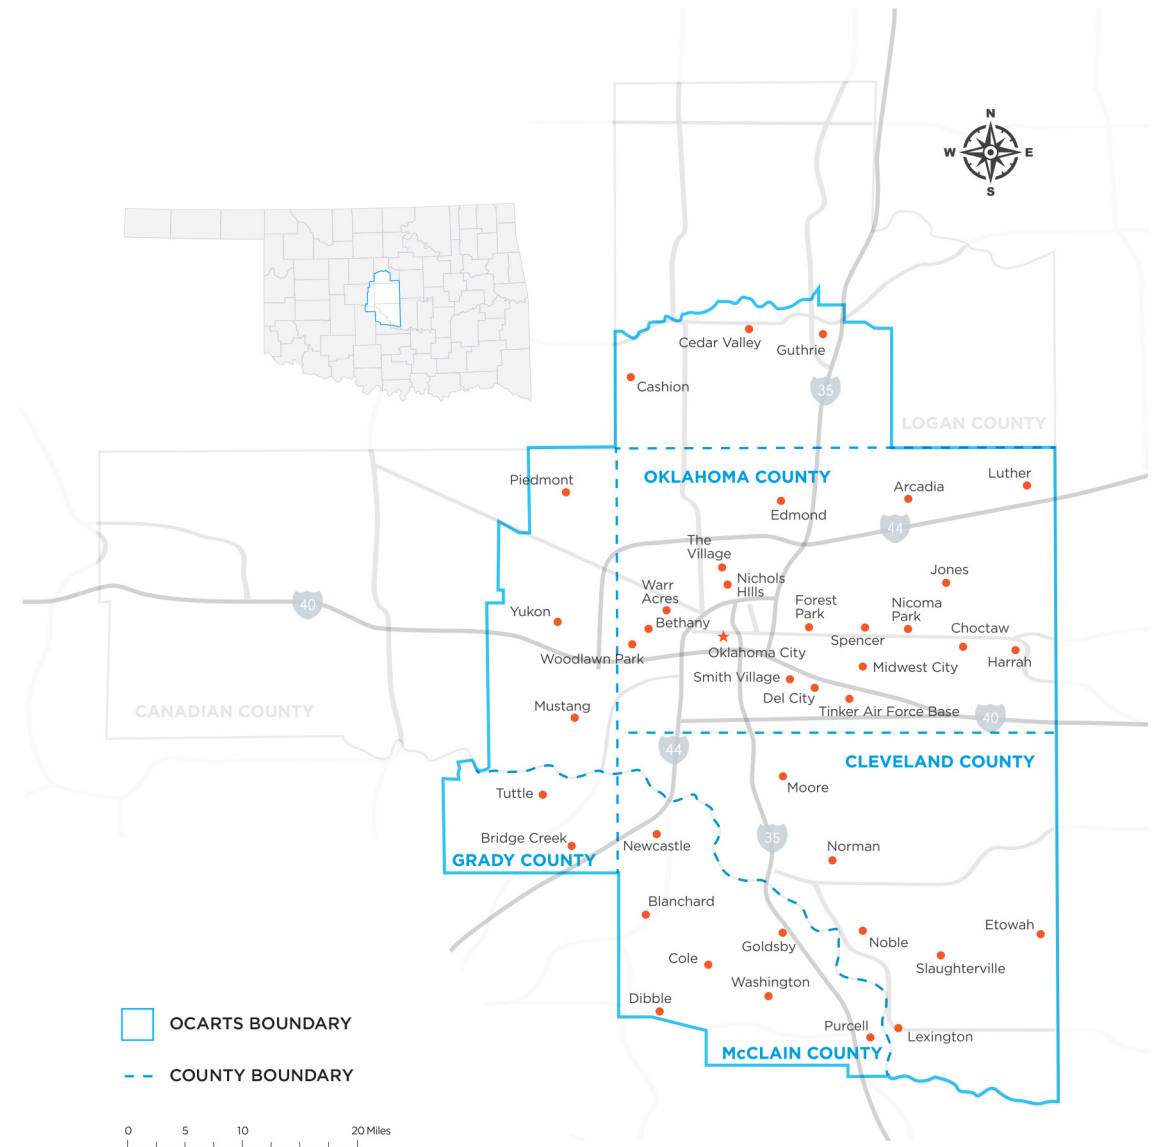 N
W
E
S
Cedar Valley
Guthrie
Cashion
35
LOGAN COUNTY
Piedmont
OKLAHOMA COUNTY
Luther
Arcadia
Edmond
44
The
Village
Nichols
HIlls
Jones
Warr
Acres
Forest
Park
Nicoma
Park
40
Yukon
Bethany
Spencer
Choctaw
Woodlawn Park
Oklahoma City
Harrah
Midwest City
Smith Village
Del City
Tinker Air Force Base
Mustang
CANADIAN COUNTY
40
44
CLEVELAND COUNTY
Moore
Tuttle
Bridge Creek
GRADY COUNTY
Newcastle
35
Norman
Blanchard
Etowah
Goldsby
Noble
Cole
Slaughterville
Washington
Dibble
Purcell
Lexington
McCLAIN COUNTY
OCARTS BOUNDARY
COUNTY BOUNDARY
0 5 10 20 Miles